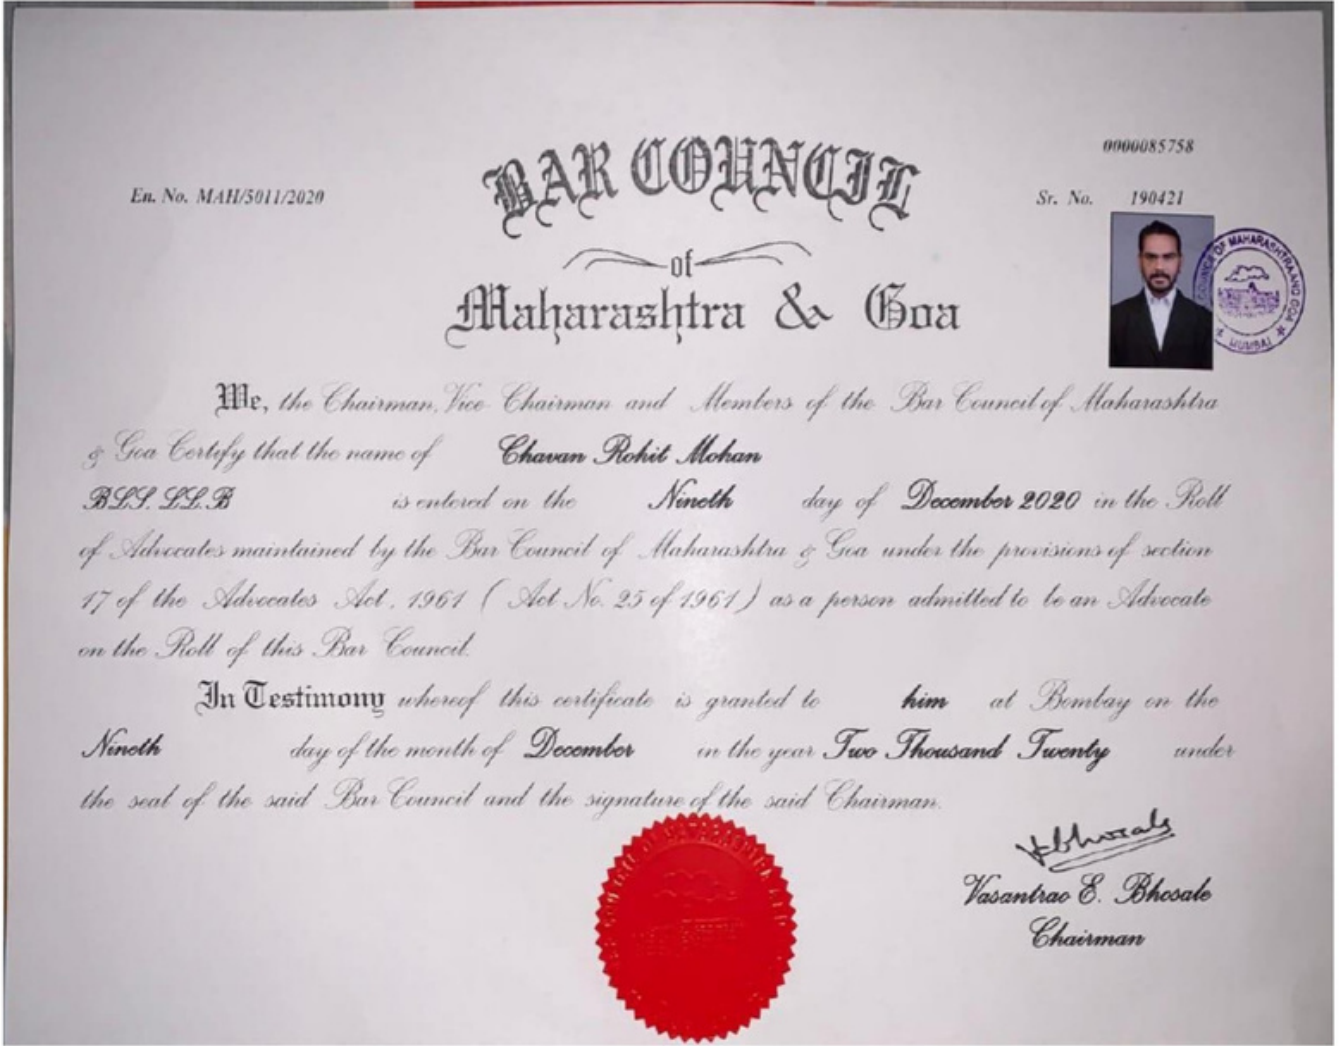 0000085758
En. No. MAH/5011/2020
Sr. No. 190421
BAR COUNCIL
of
Maharashtra & Goa
COUNCIL OF MAHARASHTRA AND GOA
★ MUMBAI ★
We, the Chairman, Vice Chairman and Members of the Bar Council of Maharashtra
& Goa Certify that the name of Chavan Rohit Mohan
BLS. LL.B is entered on the Nineth day of December 2020 in the Roll
of Advocates maintained by the Bar Council of Maharashtra & Goa under the provisions of section
17 of the Advocates Act, 1961 ( Act No. 25 of 1961 ) as a person admitted to be an Advocate
on the Roll of this Bar Council.
In Testimony whereof this certificate is granted to him at Bombay on the
Nineth day of the month of December in the year Two Thousand Twenty under
the seal of the said Bar Council and the signature of the said Chairman.
Vasantrao E. Bhosale
Chairman